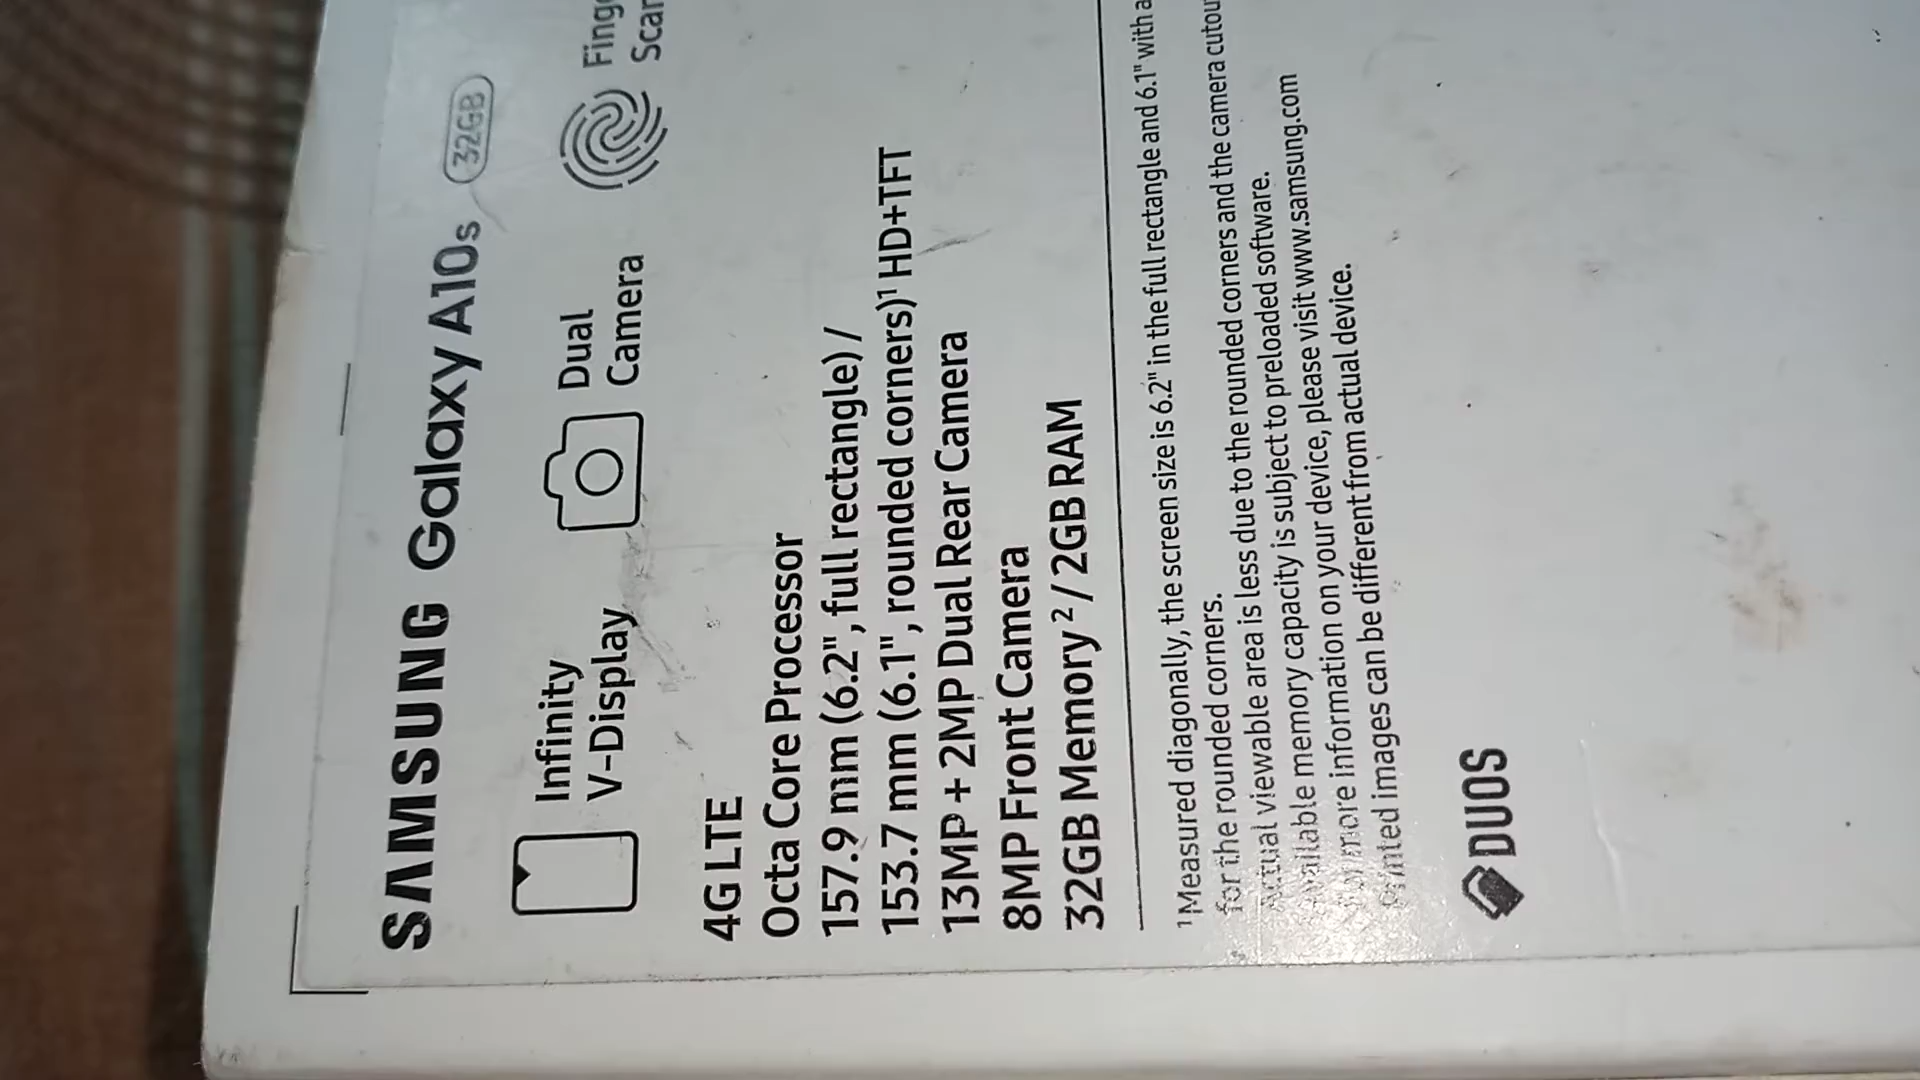 SAMSUNG Galaxy A10s 32GB
Infinity
V-Display
Dual
Camera
4G LTE
Octa Core Processor
157.9 mm (6.2", full rectangle) /
153.7 mm (6.1", rounded corners)¹ HD+TFT
13MP + 2MP Dual Rear Camera
8MP Front Camera
32GB Memory² / 2GB RAM
¹Measured diagonally, the screen size is 6.2" in the full rectangle and 6.1" with
for the rounded corners.
Actual viewable area is less due to the rounded corners and the camera
Available memory capacity is subject to preloaded software.
more information on your device, please visit www.samsung.com
printed images can be different from actual device.
DUOS